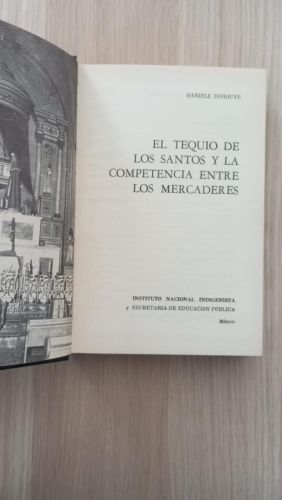 DANIELE DEHOUVE
EL TEQUIO DE
LOS SANTOS Y LA
COMPETENCIA ENTRE
LOS MERCADERES
INSTITUTO NACIONAL INDIGENISTA
y SECRETARIA DE EDUCACION PUBLICA
México